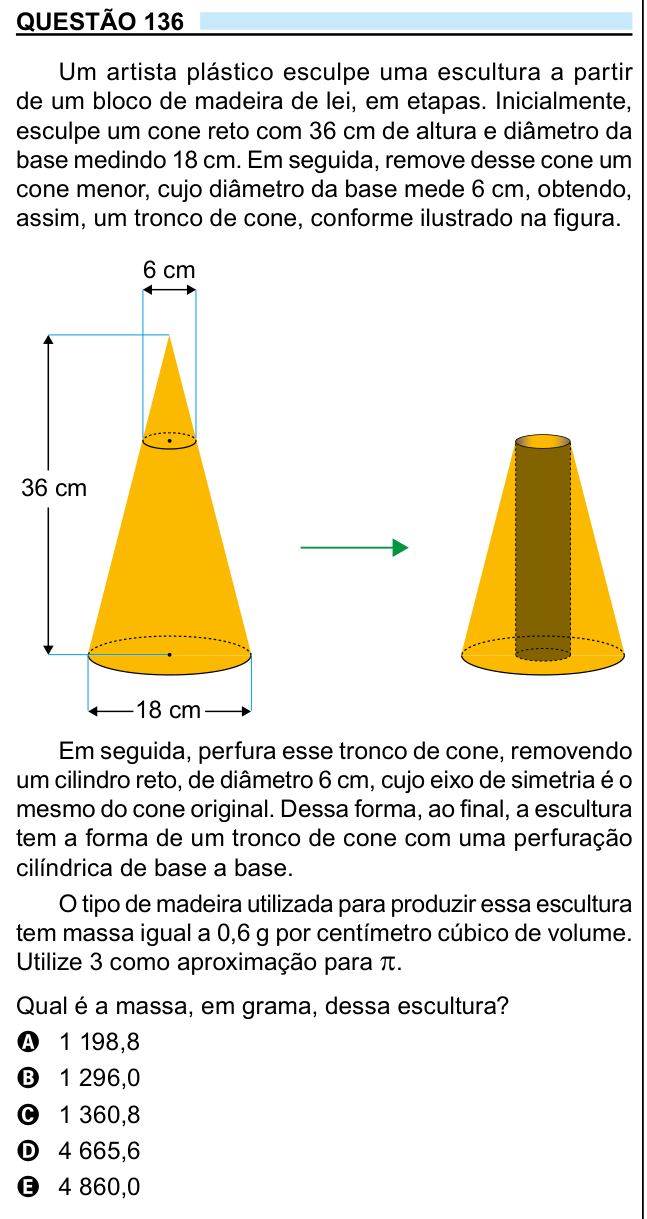 QUESTÃO 136
Um artista plástico esculpe uma escultura a partir
de um bloco de madeira de lei, em etapas. Inicialmente,
esculpe um cone reto com 36 cm de altura e diâmetro da
base medindo 18 cm. Em seguida, remove desse cone um
cone menor, cujo diâmetro da base mede 6 cm, obtendo,
assim, um tronco de cone, conforme ilustrado na figura.
6 cm
36 cm
18 cm
Em seguida, perfura esse tronco de cone, removendo
um cilindro reto, de diâmetro 6 cm, cujo eixo de simetria é o
mesmo do cone original. Dessa forma, ao final, a escultura
tem a forma de um tronco de cone com uma perfuração
cilíndrica de base a base.
O tipo de madeira utilizada para produzir essa escultura
tem massa igual a 0,6 g por centímetro cúbico de volume.
Utilize 3 como aproximação para π.
Qual é a massa, em grama, dessa escultura?
A 1 198,8
B 1 296,0
C 1 360,8
D 4 665,6
E 4 860,0